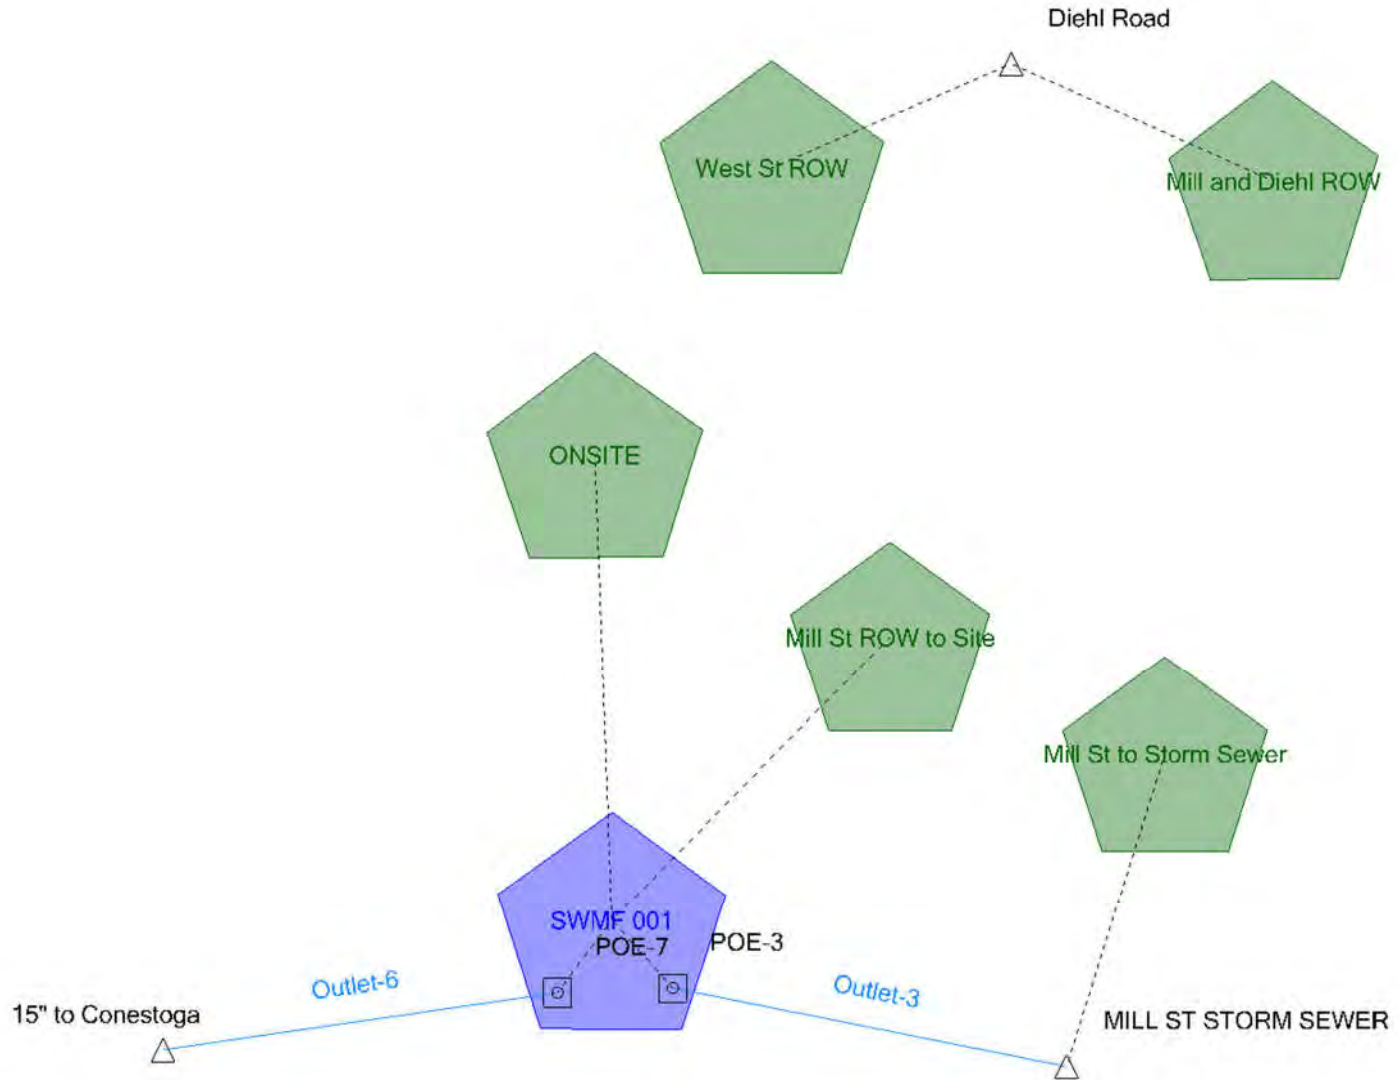 Diehl Road
West St ROW
Mill and Diehl ROW
ONSITE
Mill St ROW to Site
Mill St to Storm Sewer
SWMF 001
POE-7
POE-3
Outlet-6
Outlet-3
15" to Conestoga
MILL ST STORM SEWER